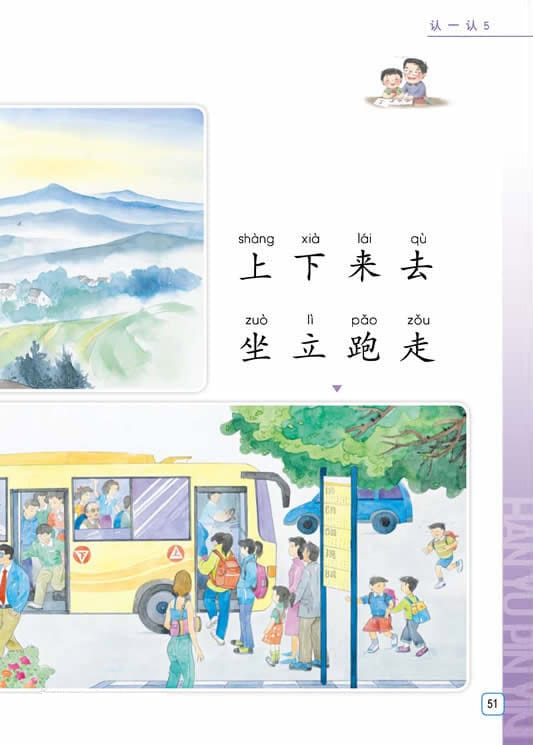 认一认 5
shàng xià lái qù
上 下 来 去
zuò lì pǎo zǒu
坐 立 跑 走
51
HAN YU PIN YIN